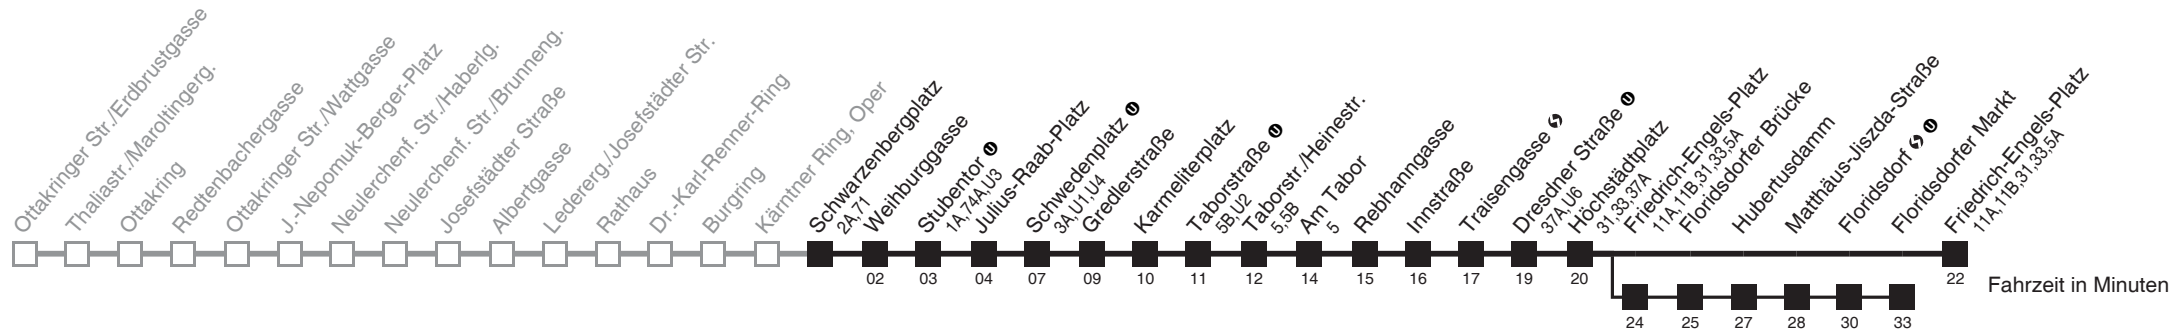 Ottakringer Str./Erdbrustgasse
Thaliastr./Maroltingerg.
Ottakring
Redtenbachergasse
Ottakringer Str./Wattgasse
J.-Nepomuk-Berger-Platz
Neulerchenf. Str./Haberlg.
Neulerchenf. Str./Brunneng.
Josefstädter Straße
Albertgasse
Ledererg./Josefstädter Str.
Rathaus
Dr.-Karl-Renner-Ring
Burgring
Kärntner Ring, Oper
Schwarzenbergplatz
2A,71
Weihburggasse
Stubentor U
1A,74A,U3
Julius-Raab-Platz
Schwedenplatz U
3A,U1,U4
Gredlerstraße
Karmeliterplatz
Taborstraße U
5B,U2
Taborstr./Heinestr.
5,5B
Am Tabor
5
Rebhanngasse
Innstraße
Traisengasse S
Dresdner Straße U
37A,U6
Höchstädtplatz
31,33,37A
Friedrich-Engels-Platz
11A,11B,31,33,5A
Floridsdorfer Brücke
Hubertusdamm
Matthäus-Jiszda-Straße
Floridsdorf S U
Floridsdorfer Markt
Friedrich-Engels-Platz
11A,11B,31,33,5A
02 03 04 07 09 10 11 12 14 15 16 17 19 20 22
Fahrzeit in Minuten
24 25 27 28 30 33